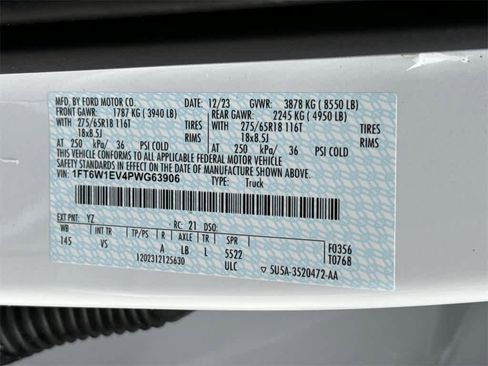 MFD. BY FORD MOTOR CO. DATE: 12/23 GVWR: 3878 KG ( 8550 LB)
FRONT GAWR: 1787 KG ( 3940 LB) REAR GAWR: 2245 KG ( 4950 LB)
WITH 275/65R18 116T TIRES WITH 275/65R18 116T TIRES
18x8.5J RIMS 18x8.5J RIMS
AT 250 kPa/ 36 PSI COLD AT 250 kPa/ 36 PSI COLD
THIS VEHICLE CONFORMS TO ALL APPLICABLE FEDERAL MOTOR VEHICLE
SAFETY STANDARDS IN EFFECT ON THE DATE OF MANUFACTURE SHOWN ABOVE.
VIN: 1FT6W1EV4PWG63906 TYPE: Truck
EXT PNT: YZ RC: 21 DSO:
WB INT TR TP/PS R AXLE TR SPR
145 VS A LB L 5522 F0356
1202312125630 ULC T0768
5U5A-3520472-AA